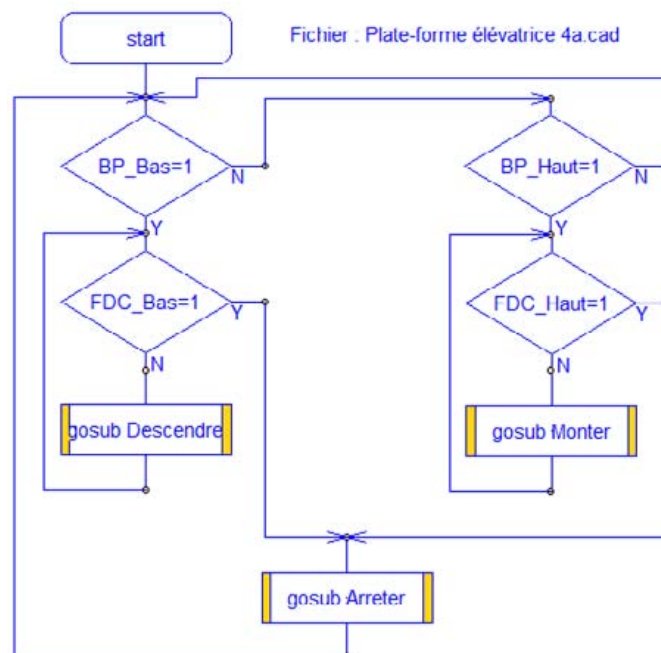 start
Fichier : Plate-forme élévatrice 4a.cad
BP_Bas=1
N
Y
BP_Haut=1
N
Y
FDC_Bas=1
Y
N
FDC_Haut=1
Y
N
gosub Descendre
gosub Monter
gosub Arreter